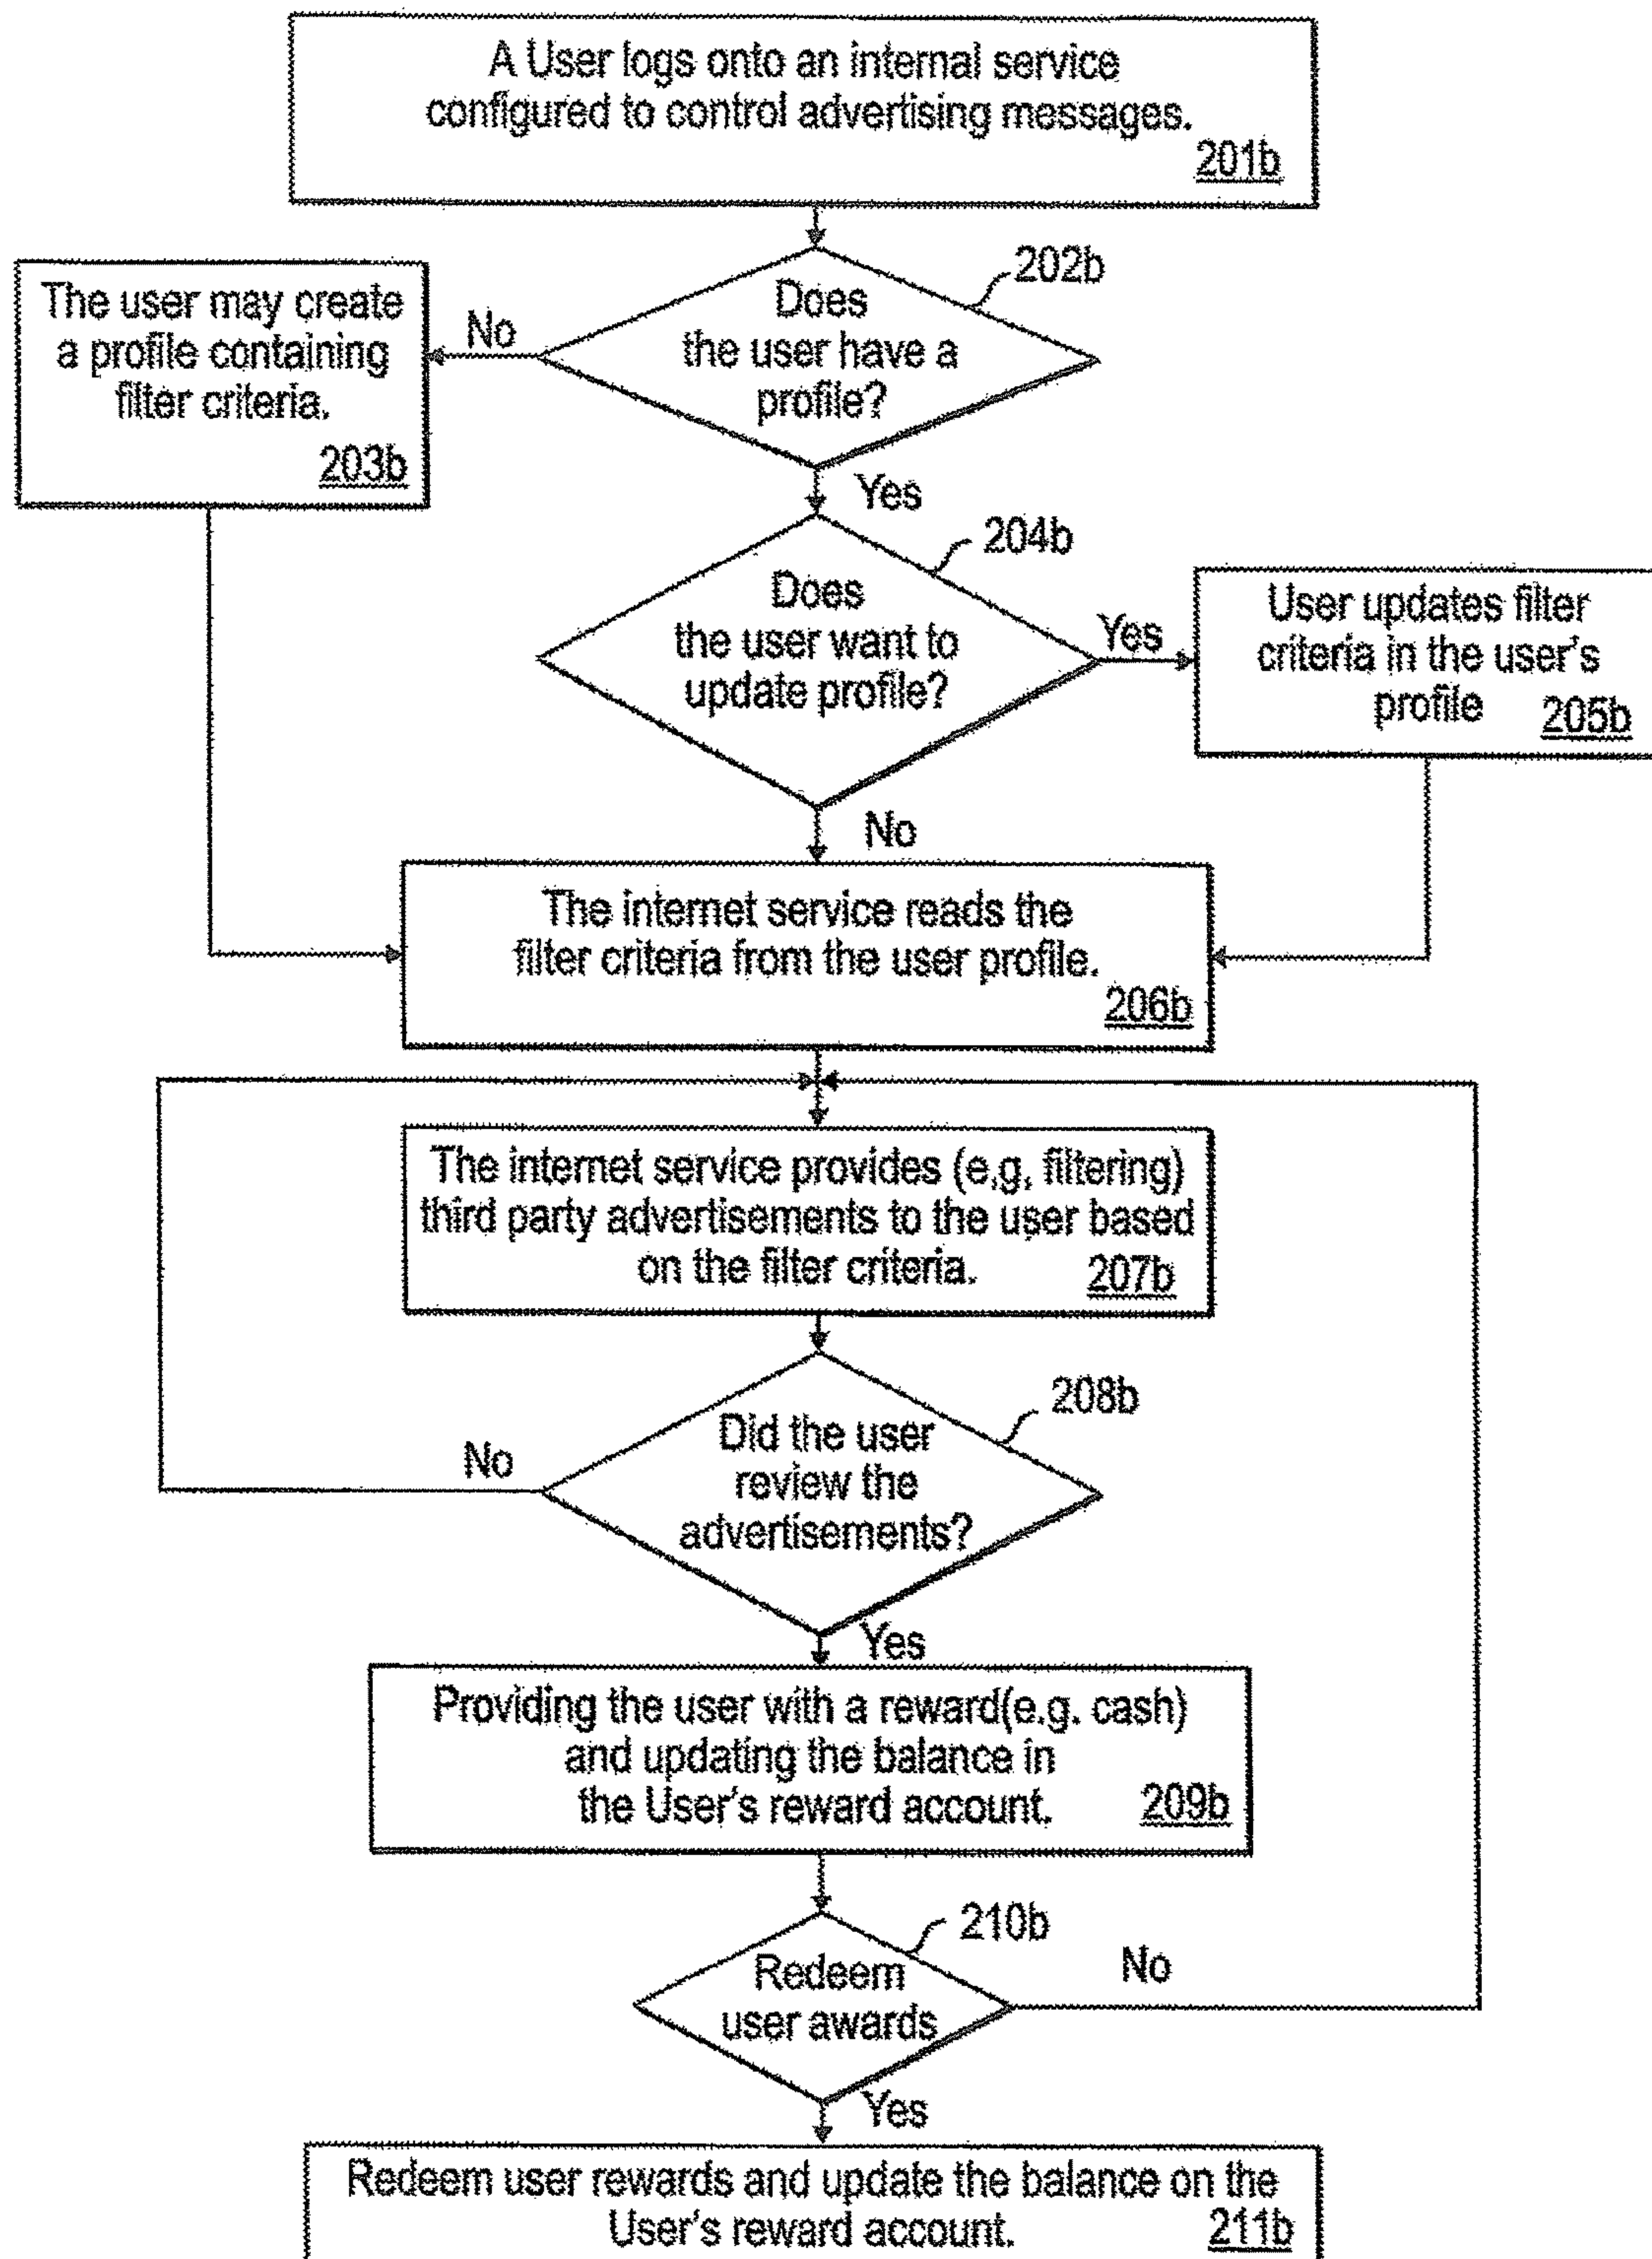 A User logs onto an internal service
configured to control advertising messages.
201b
202b
Does
the user have a
profile?
No
The user may create
a profile containing
filter criteria.
203b
Yes
204b
Does
the user want to
update profile?
Yes
User updates filter
criteria in the user's
profile 205b
No
The internet service reads the
filter criteria from the user profile.
206b
The internet service provides (e,g, filtering)
third party advertisements to the user based
on the filter criteria. 207b
208b
Did the user
review the
advertisements?
No
Yes
Providing the user with a reward(e.g. cash)
and updating the balance in
the User's reward account. 209b
210b
Redeem
user awards
No
Yes
Redeem user rewards and update the balance on the
User's reward account. 211b